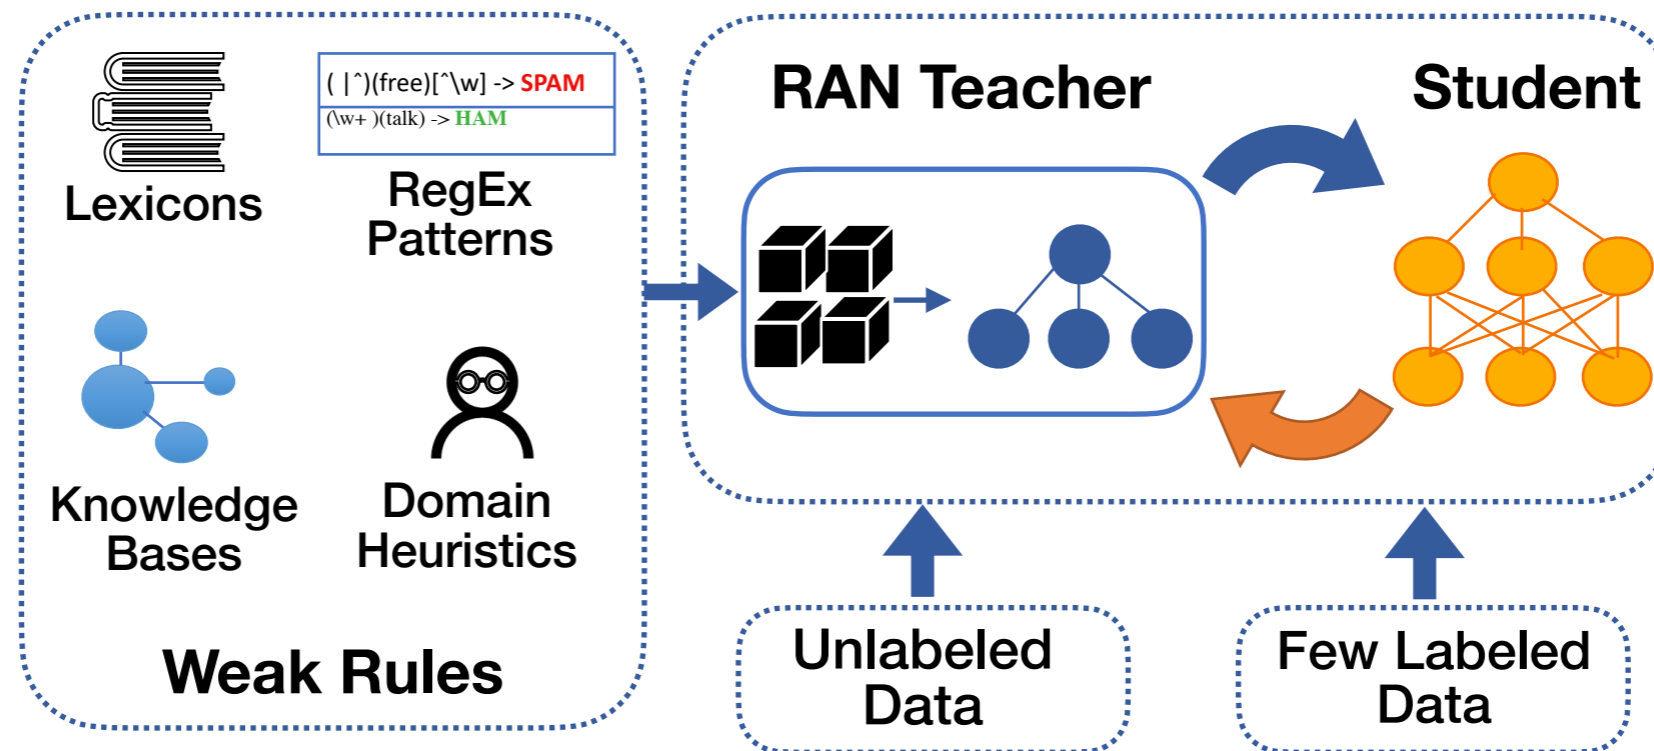 ( |^)(free)[^\w] -> SPAM
(\w+ )(talk) -> HAM
Lexicons
RegEx
Patterns
Knowledge
Bases
Domain
Heuristics
Weak Rules
RAN Teacher
Student
Unlabeled
Data
Few Labeled
Data